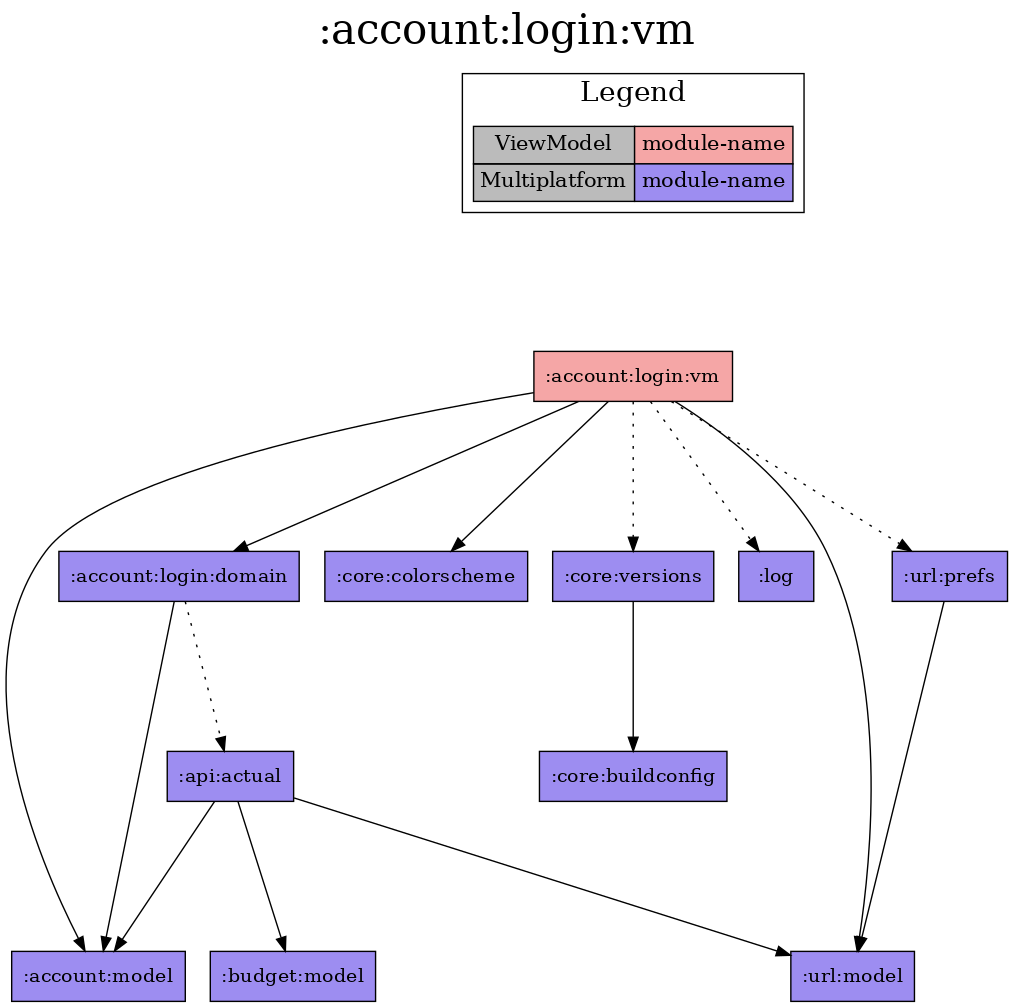 :account:login:vm
Legend
ViewModel module-name
Multiplatform module-name
:account:login:vm
:account:login:domain :core:colorscheme :core:versions :log :url:prefs
:api:actual :core:buildconfig
:account:model :budget:model :url:model